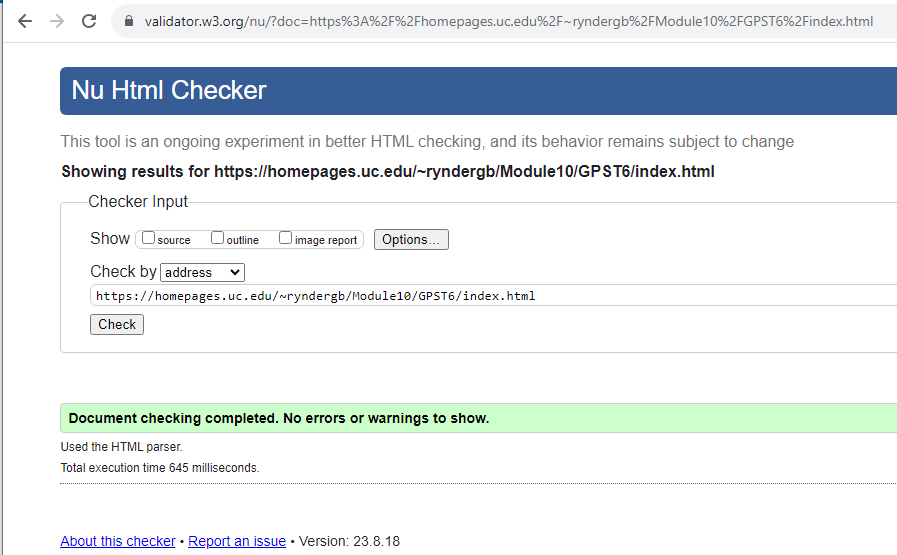 validator.w3.org/nu/?doc=https%3A%2F%2Fhomepages.uc.edu%2F~ryndergb%2FModule10%2FGPST6%2Findex.html
Nu Html Checker
This tool is an ongoing experiment in better HTML checking, and its behavior remains subject to change
Showing results for https://homepages.uc.edu/~ryndergb/Module10/GPST6/index.html
Checker Input
Show source outline image report Options...
Check by address
https://homepages.uc.edu/~ryndergb/Module10/GPST6/index.html
Check
Document checking completed. No errors or warnings to show.
Used the HTML parser.
Total execution time 645 milliseconds.
About this checker • Report an issue • Version: 23.8.18